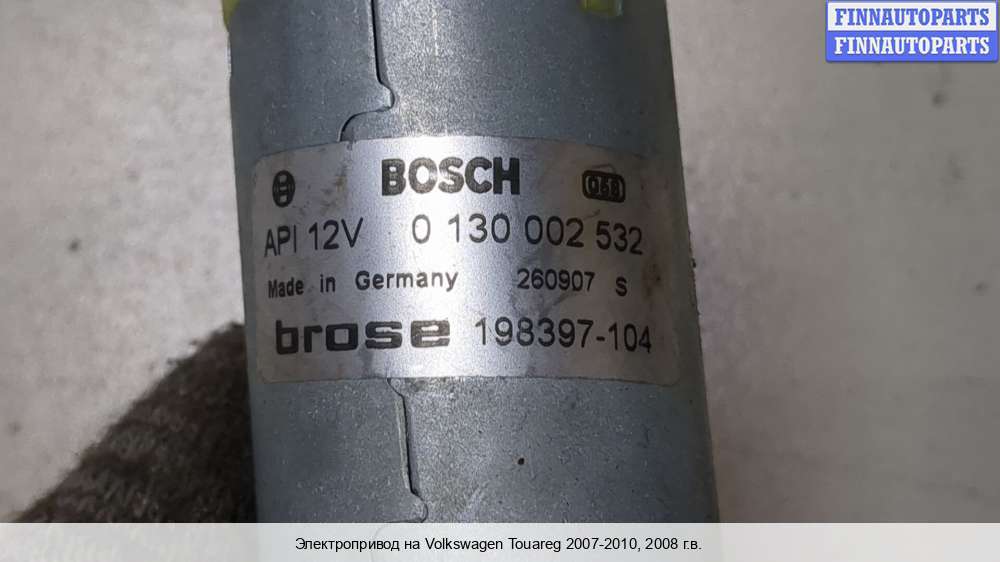 FINNAUTOPARTS
FINNAUTOPARTS
BOSCH 068
API 12V 0 130 002 532
Made in Germany 260907 S
brose 198397-104
Электропривод на Volkswagen Touareg 2007-2010, 2008 г.в.